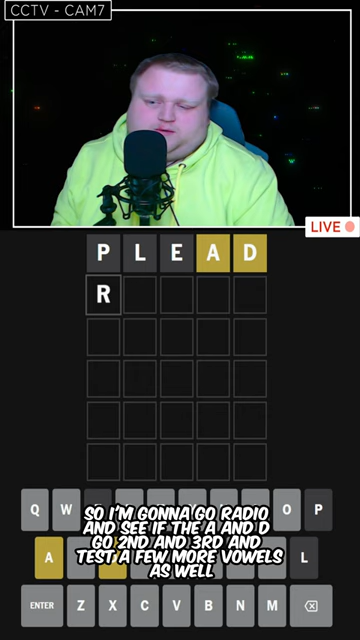 CCTV - CAM7
LIVE
P L E A D
R
Q W O P
SO I'M GONNA GO RADIO
AND SEE IF THE A AND D
GO 2ND AND 3RD AND
TEST A FEW MORE VOWELS
AS WELL
A L
ENTER Z X C V B N M